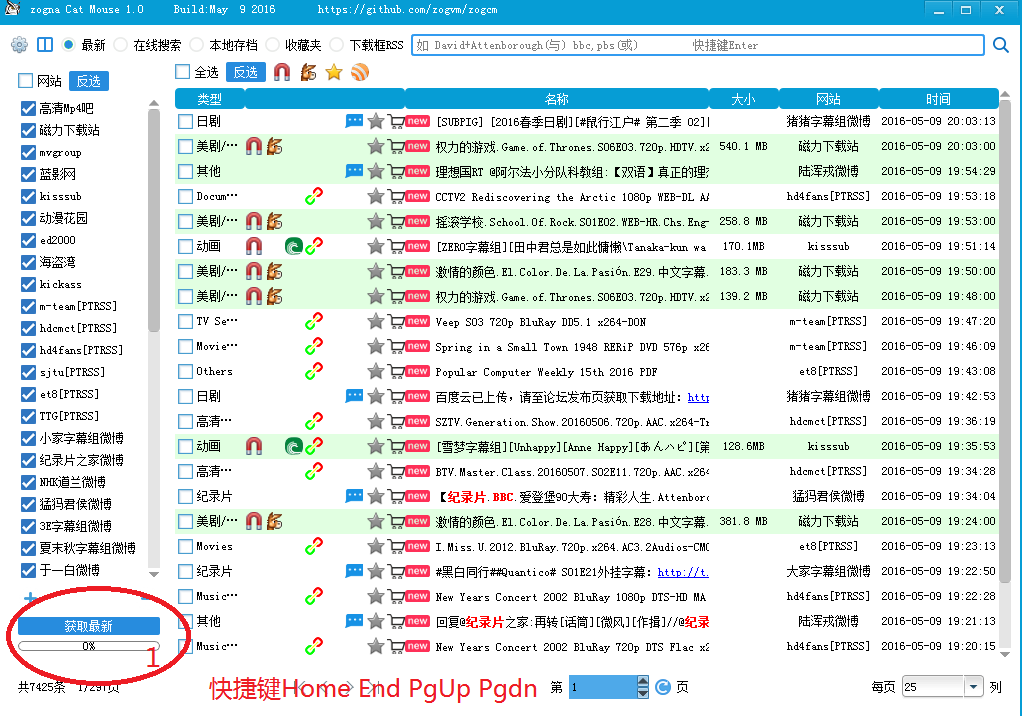 zogna Cat Mouse 1.0 Build:May 9 2016 https://github.com/zogvm/zogcm
最新 在线搜索 本地存档 收藏夹 下载框RSS 如 David+Attenborough(与) bbc,pbs(或) 快捷键Enter
网站 反选
高清Mp4吧
磁力下载站
mvgroup
蓝影网
kisssub
动漫花园
ed2000
海盗湾
kickass
m-team[PTRSS]
hdcmct[PTRSS]
hd4fans[PTRSS]
sjtu[PTRSS]
et8[PTRSS]
TTG[PTRSS]
小家字幕组微博
纪录片之家微博
NHK道兰微博
猛犸君侯微博
3E字幕组微博
夏末秋字幕组微博
于一白微博
获取最新
0%
1
共7425条 1/297页
全选 反选
类型 名称 大小 网站 时间
日剧 new [SUBPIG] [2016春季日剧][#鼠行江户# 第二季 02] 猪猪字幕组微博 2016-05-09 20:03:13
美剧/… new 权力的游戏.Game.of.Thrones.S06E03.720p.HDTV.x2 540.1 MB 磁力下载站 2016-05-09 20:03:00
其他 new 理想国RT @阿尔法小分队科教组:【双语】真正的理 陆浑戎微博 2016-05-09 19:54:29
Docum… new CCTV2 Rediscovering the Arctic 1080p WEB-DL AA hd4fans[PTRSS] 2016-05-09 19:53:18
美剧/… new 摇滚学校.School.Of.Rock.S01E02.WEB-HR.Chs.Eng- 258.8 MB 磁力下载站 2016-05-09 19:53:00
动画 new [ZERO字幕组][田中君总是如此慵懒\Tanaka-kun wa 170.1MB kisssub 2016-05-09 19:51:14
美剧/… new 激情的颜色.El.Color.De.La.Pasión.E29.中文字幕. 183.3 MB 磁力下载站 2016-05-09 19:50:00
美剧/… new 权力的游戏.Game.of.Thrones.S06E03.720p.HDTV.x2 139.2 MB 磁力下载站 2016-05-09 19:48:00
TV Se… new Veep S03 720p BluRay DD5.1 x264-DON m-team[PTRSS] 2016-05-09 19:47:20
Movie… new Spring in a Small Town 1948 RERiP DVD 576p x26 m-team[PTRSS] 2016-05-09 19:46:09
Others new Popular Computer Weekly 15th 2016 PDF et8[PTRSS] 2016-05-09 19:43:08
日剧 new 百度云已上传，请至论坛发布页获取下载地址：http 猪猪字幕组微博 2016-05-09 19:42:53
高清… new SZTV.Generation.Show.20160506.720p.AAC.x264-Tr hdcmct[PTRSS] 2016-05-09 19:36:19
动画 new [雪梦字幕组][Unhappy][Anne Happy][あんハピ][第 128.6MB kisssub 2016-05-09 19:35:53
高清… new BTV.Master.Class.20160507.S02E11.720p.AAC.x264 hdcmct[PTRSS] 2016-05-09 19:34:28
纪录片 new 【纪录片.BBC.爱登堡90大寿：精彩人生.Attenbor 猛犸君侯微博 2016-05-09 19:34:04
美剧/… new 激情的颜色.El.Color.De.La.Pasión.E28.中文字幕. 381.8 MB 磁力下载站 2016-05-09 19:24:00
Movies new I.Miss.U.2012.BluRay.720p.x264.AC3.2Audios-CMC et8[PTRSS] 2016-05-09 19:23:13
纪录片 new #黑白同行##Quantico# S01E21外挂字幕：http://t. 大家字幕组微博 2016-05-09 19:22:50
Music… new New Years Concert 2002 BluRay 1080p DTS-HD MA hd4fans[PTRSS] 2016-05-09 19:22:28
其他 new 回复@纪录片之家:再转[话筒][微风][作揖]//@纪录 陆浑戎微博 2016-05-09 19:21:13
Music… new New Years Concert 2002 BluRay 720p DTS Flac x2 hd4fans[PTRSS] 2016-05-09 19:20:15
快捷键Home End PgUp Pgdn 第 1 页 每页 25 列